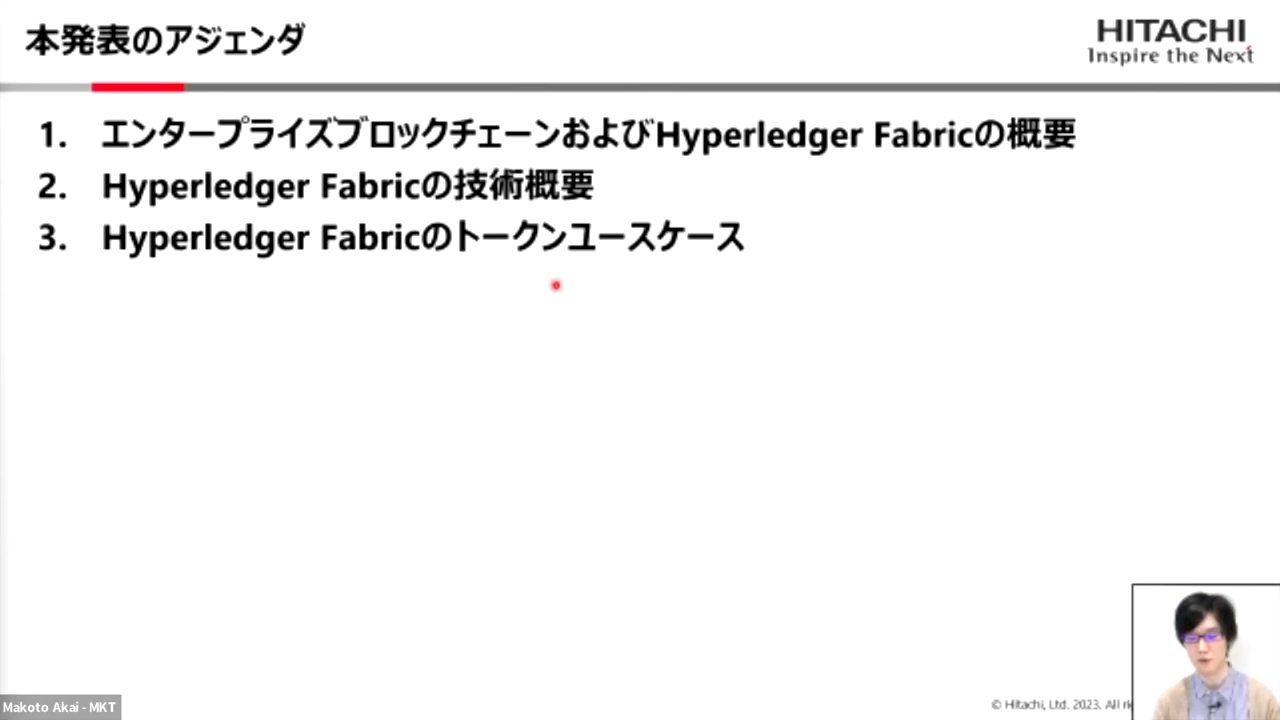 本発表のアジェンダ
HITACHI
Inspire the Next
1. エンタープライズブロックチェーンおよびHyperledger Fabricの概要
2. Hyperledger Fabricの技術概要
3. Hyperledger Fabricのトークンユースケース
© Hitachi, Ltd. 2023. All
Makoto Akai - MKT